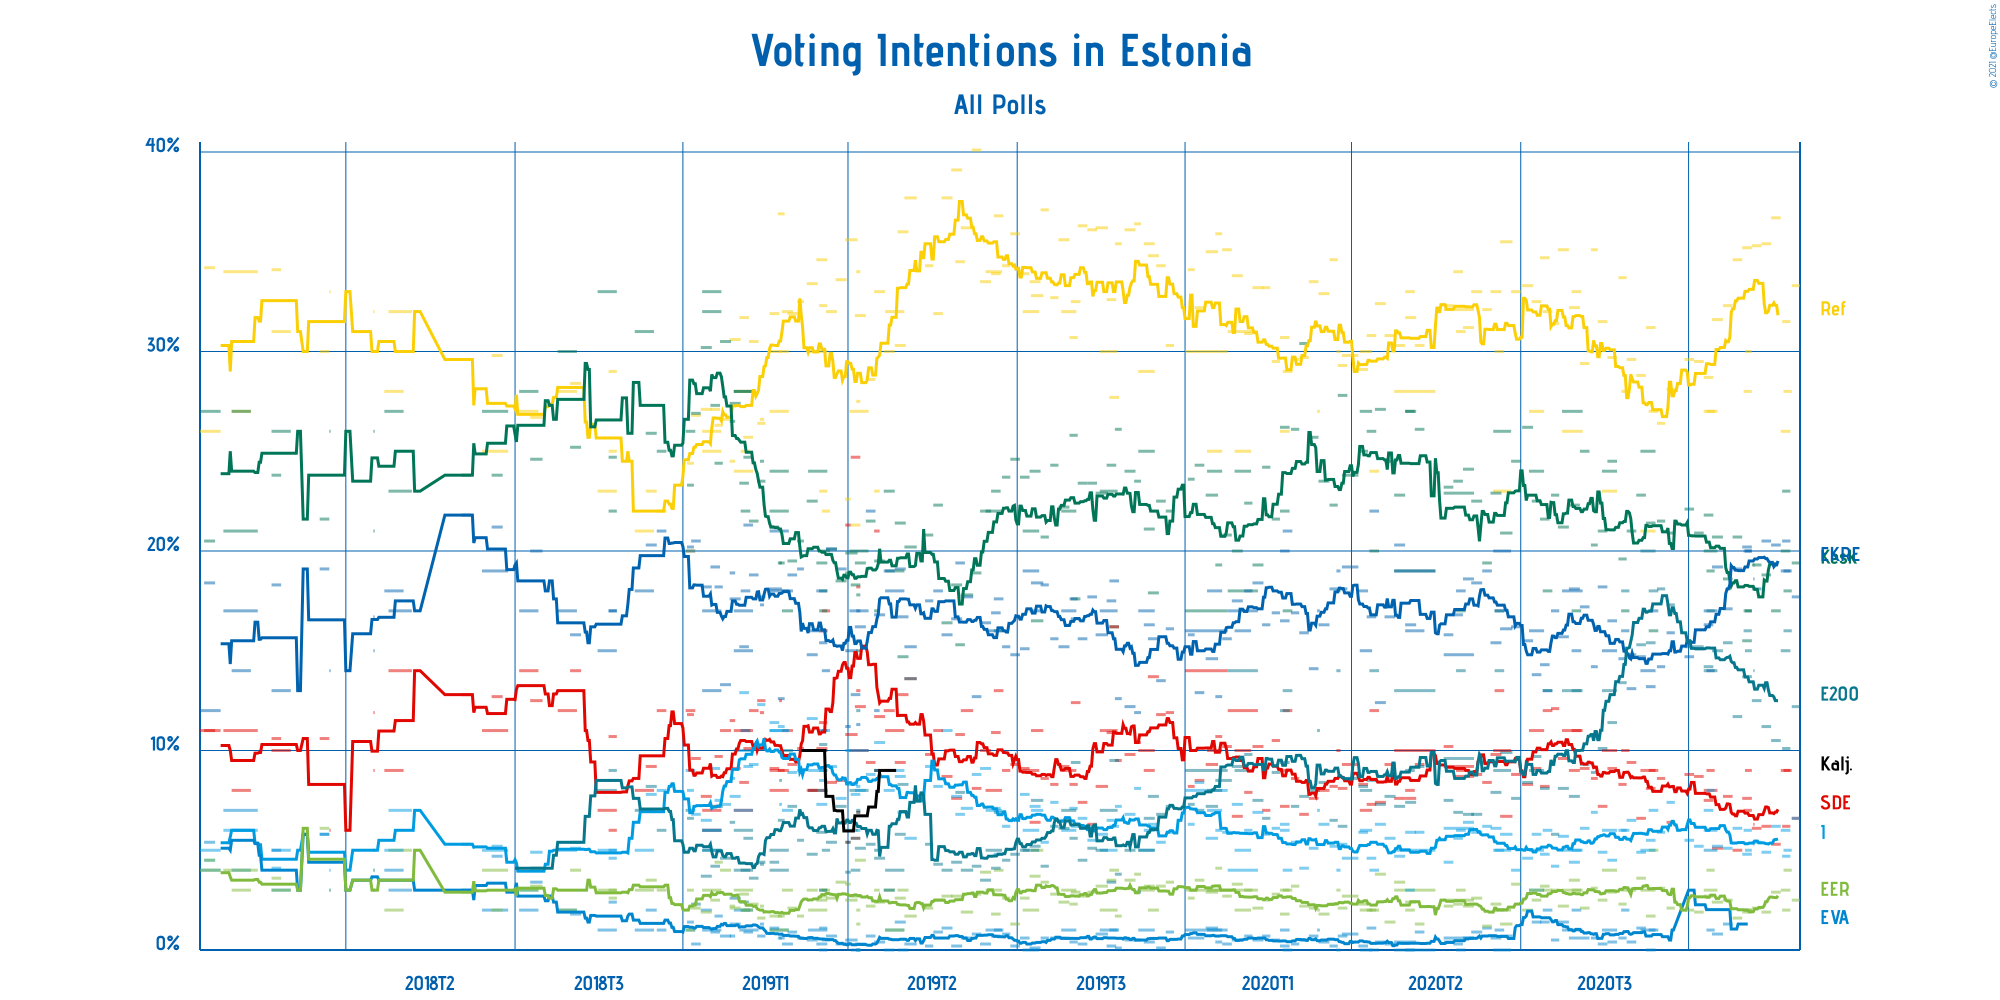 © 2021 @EuropeElects
Voting Intentions in Estonia
All Polls
40%
30%
20%
10%
0%
Ref
EKRE
Kesk
E200
Kalj.
SDE
I
EER
EVA
2018T2
2018T3
2019T1
2019T2
2019T3
2020T1
2020T2
2020T3